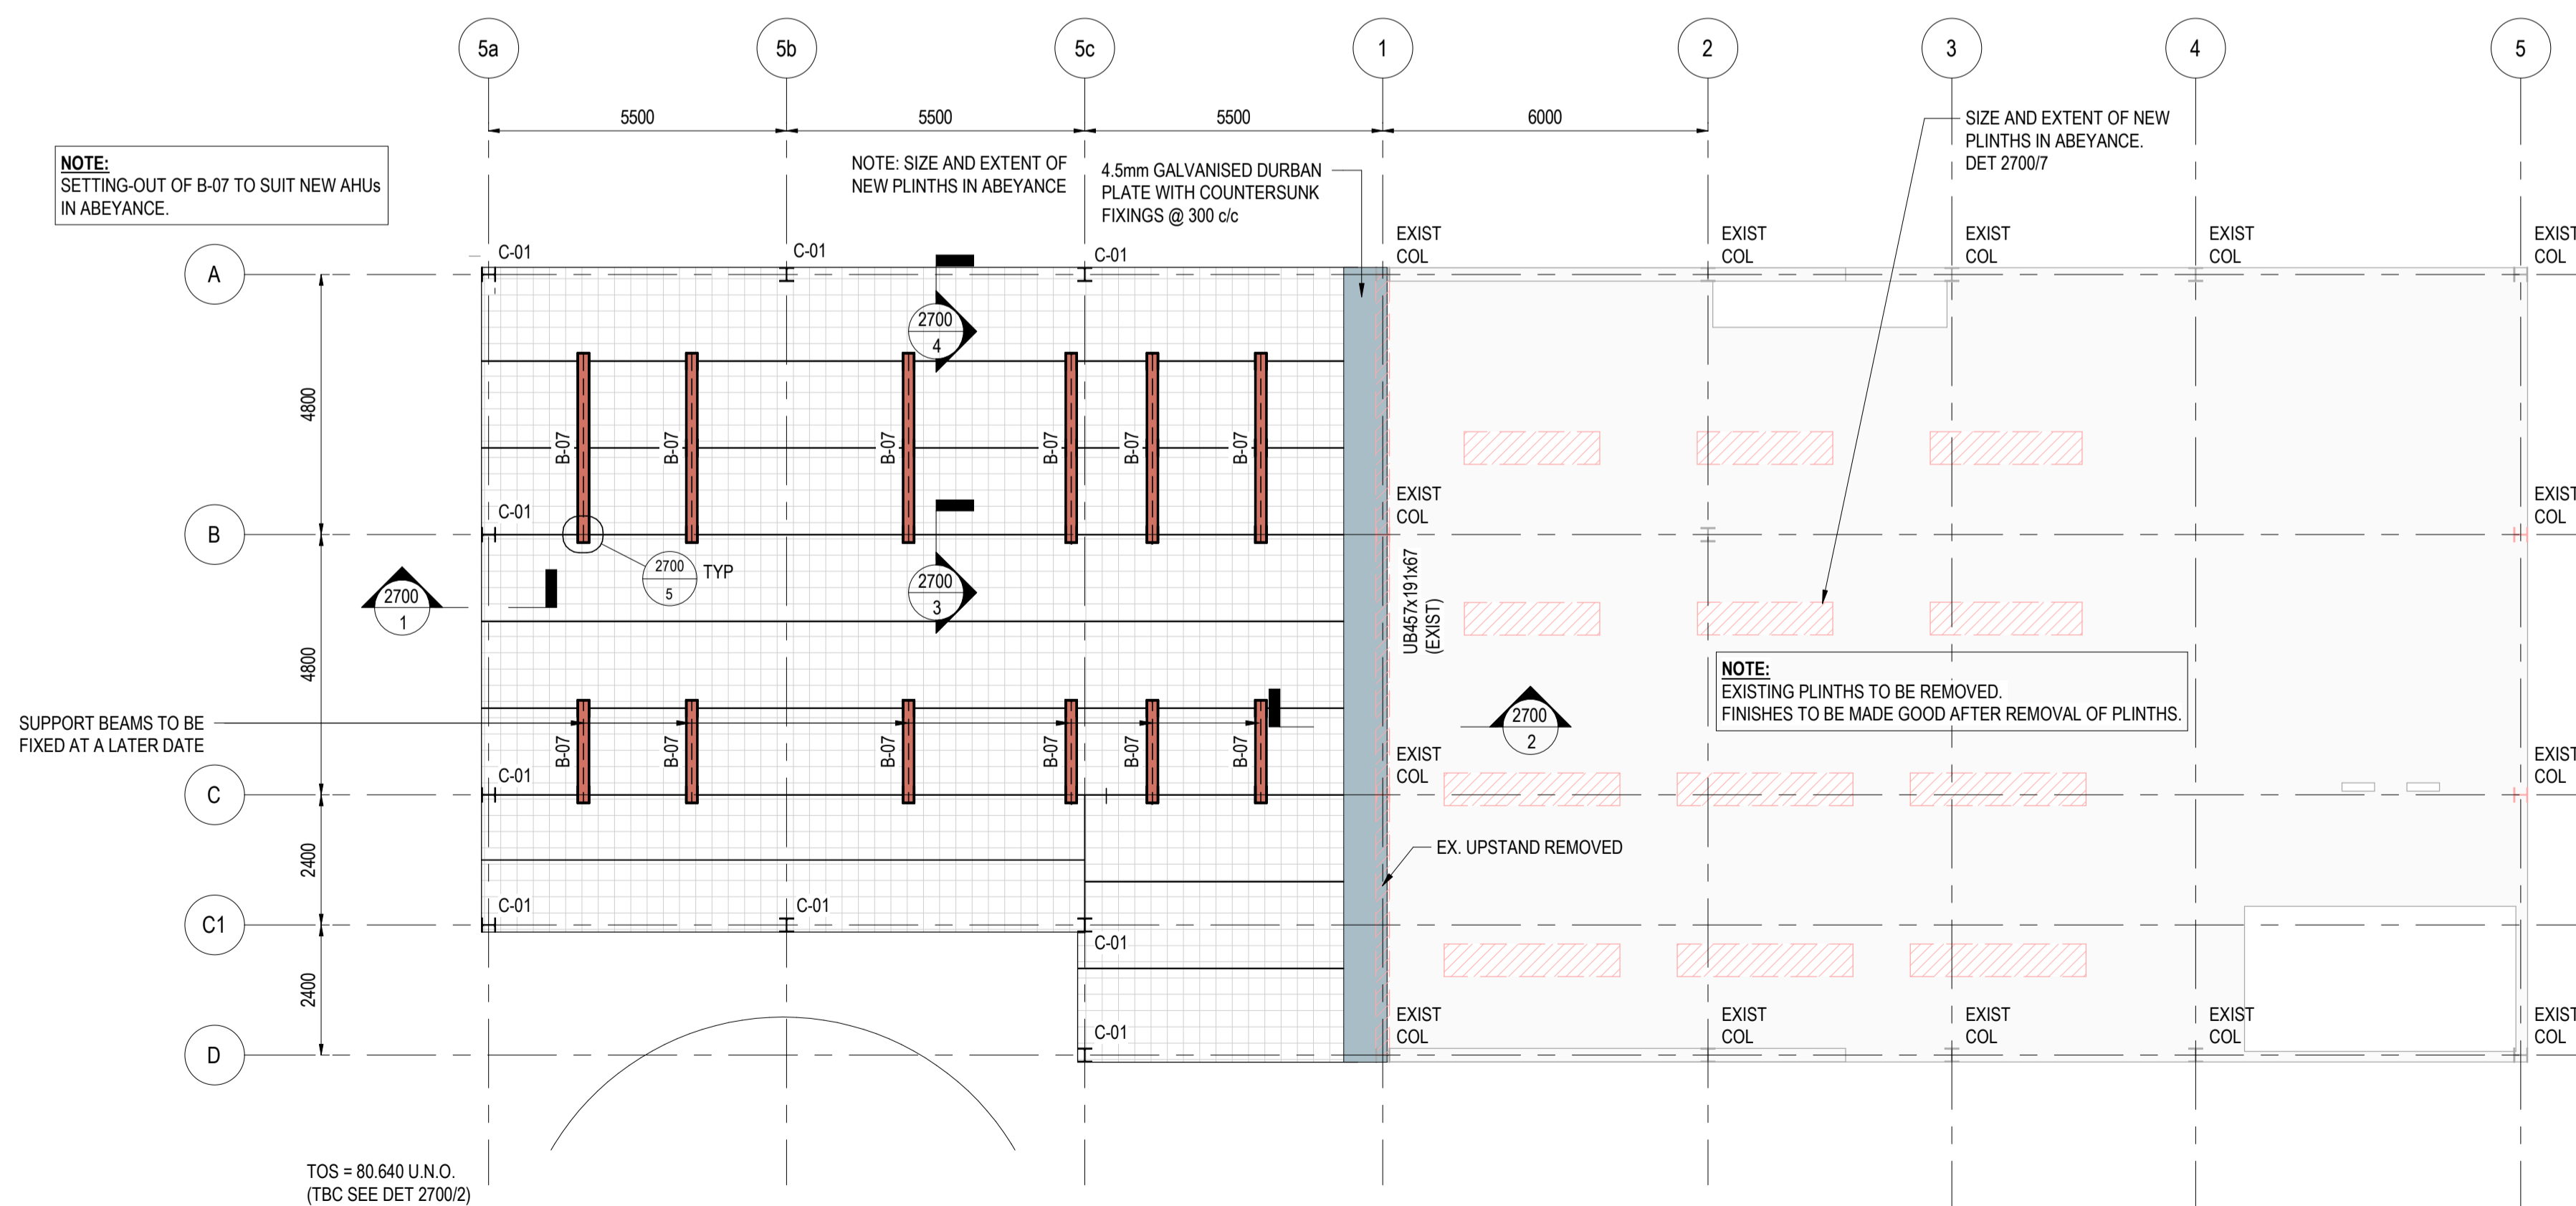 5a
5b
5c
1
2
3
4
5
5500
5500
5500
6000
NOTE:
SETTING-OUT OF B-07 TO SUIT NEW AHUs
IN ABEYANCE.
NOTE: SIZE AND EXTENT OF
NEW PLINTHS IN ABEYANCE
4.5mm GALVANISED DURBAN
PLATE WITH COUNTERSUNK
FIXINGS @ 300 c/c
SIZE AND EXTENT OF NEW
PLINTHS IN ABEYANCE.
DET 2700/7
EXIST
COL
EXIST
COL
EXIST
COL
EXIST
COL
EXIST
COL
A
C-01
C-01
C-01
2700
4
4800
B-07
B-07
B-07
B-07
B-07
B-07
B
C-01
EXIST
COL
EXIST
COL
2700
5
TYP
2700
3
2700
1
UB457x191x67
(EXIST)
4800
NOTE:
EXISTING PLINTHS TO BE REMOVED.
FINISHES TO BE MADE GOOD AFTER REMOVAL OF PLINTHS.
2700
2
SUPPORT BEAMS TO BE
FIXED AT A LATER DATE
B-07
B-07
B-07
B-07
B-07
B-07
C
C-01
EXIST
COL
EXIST
COL
2400
EX. UPSTAND REMOVED
C1
C-01
C-01
C-01
2400
D
C-01
EXIST
COL
EXIST
COL
EXIST
COL
EXIST
COL
EXIST
COL
TOS = 80.640 U.N.O.
(TBC SEE DET 2700/2)